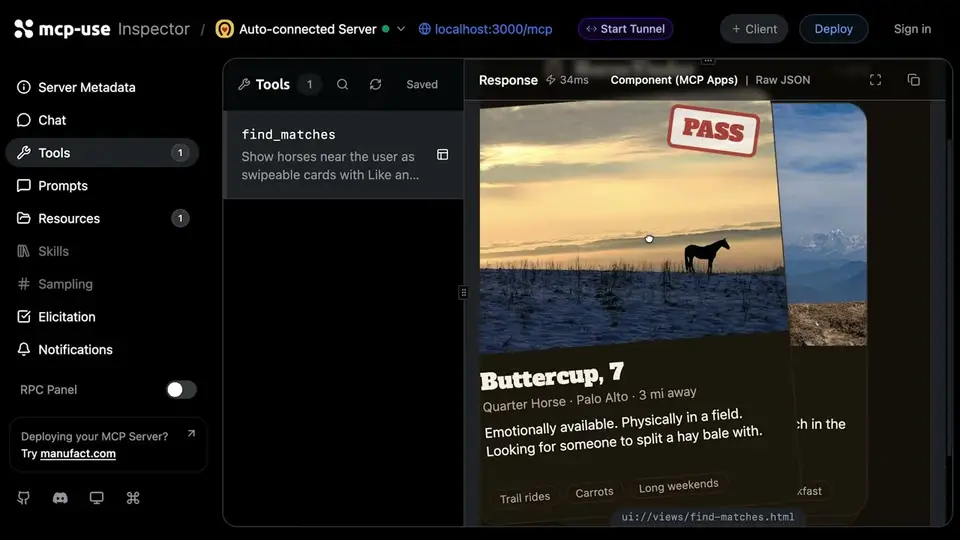 mcp-use Inspector / Auto-connected Server localhost:3000/mcp Start Tunnel + Client Deploy Sign in
Server Metadata
Chat
Tools 1
Prompts
Resources 1
Skills
Sampling
Elicitation
Notifications
RPC Panel
Deploying your MCP Server?
Try manufact.com
Tools 1 Saved
find_matches
Show horses near the user as
swipeable cards with Like an...
Response 34ms Component (MCP Apps) | Raw JSON
PASS
Buttercup, 7
Quarter Horse · Palo Alto · 3 mi away
Emotionally available. Physically in a field.
Looking for someone to split a hay bale with.
Trail rides Carrots Long weekends
ch in the
kfast
ui://views/find-matches.html